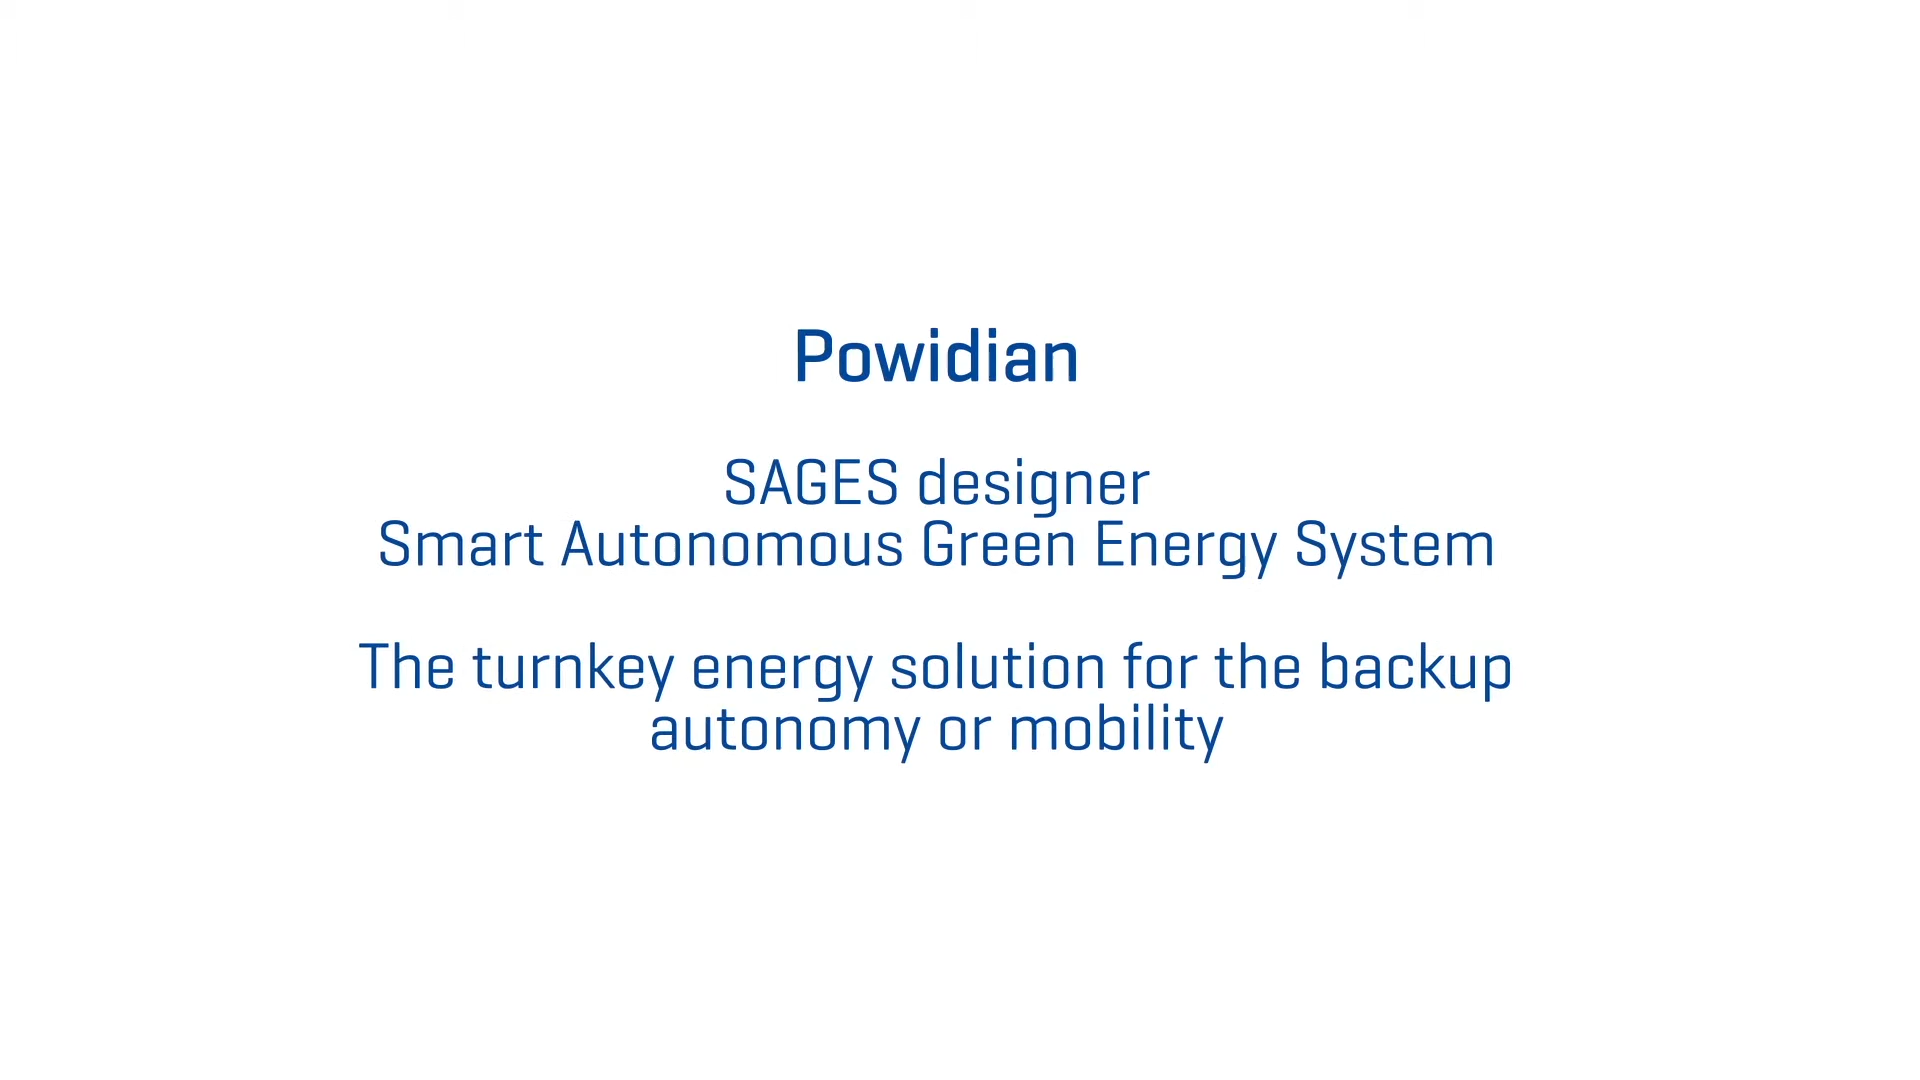 Powidian
SAGES designer
Smart Autonomous Green Energy System
The turnkey energy solution for the backup
autonomy or mobility